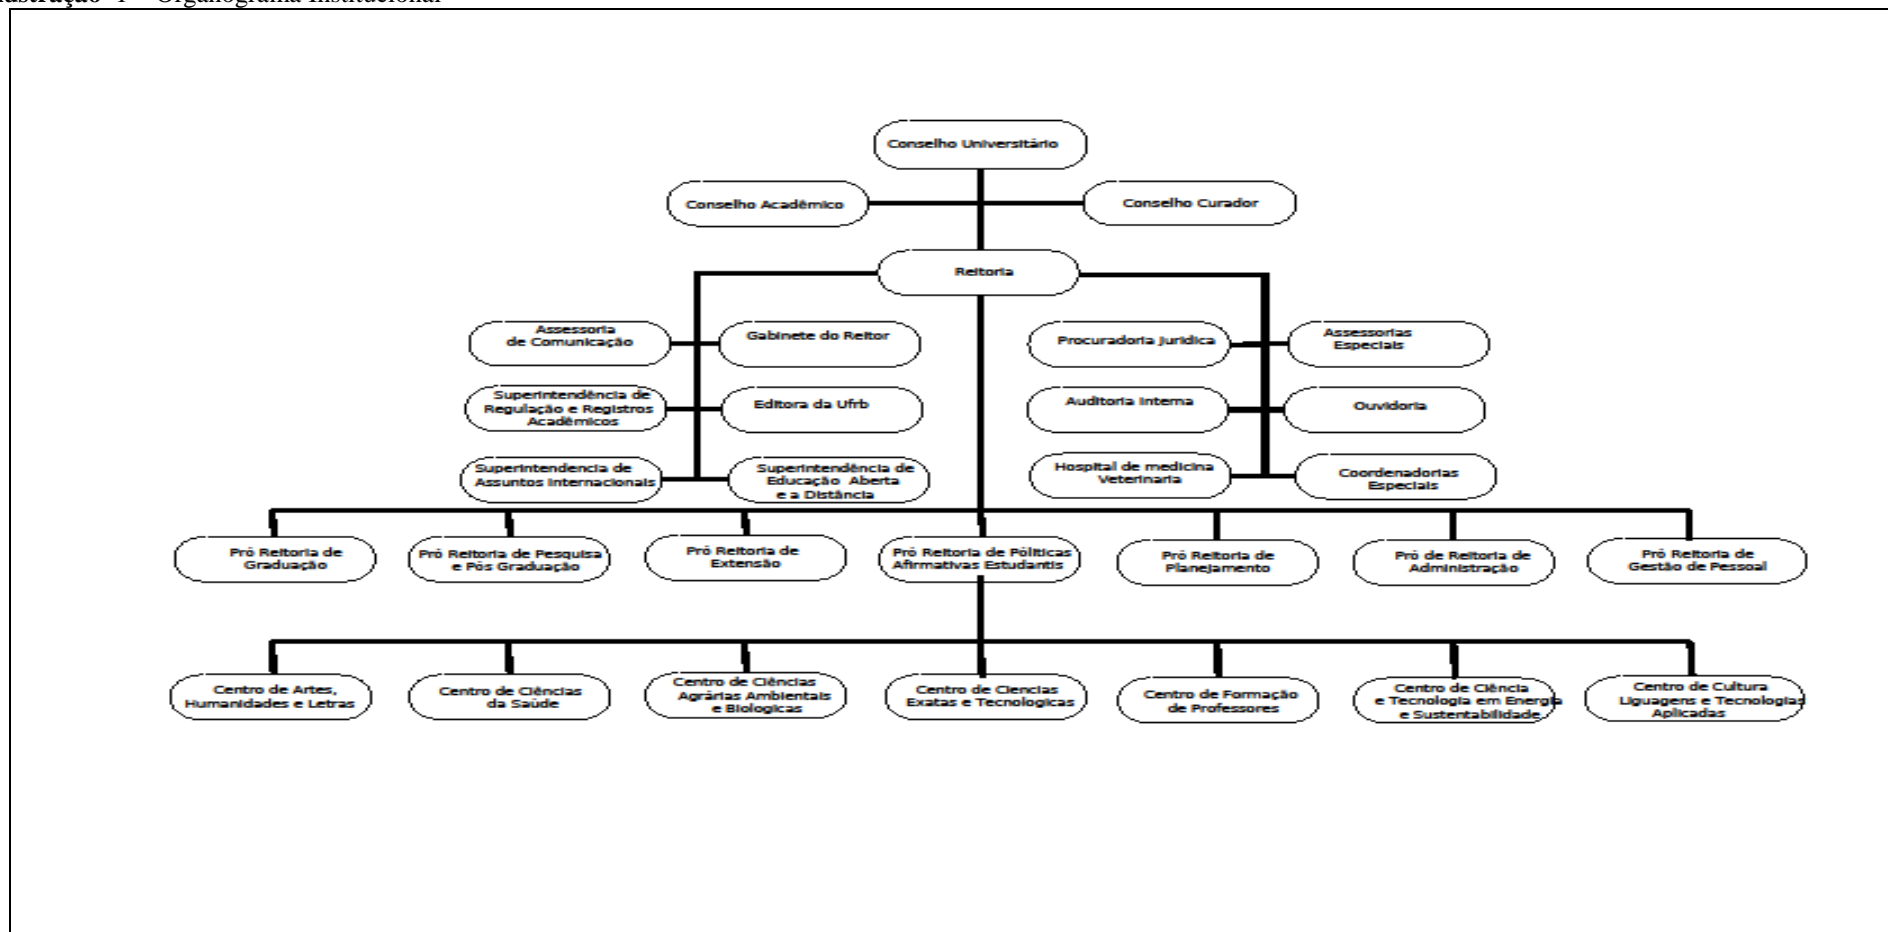 1 - Organograma Institucional
Conselho Universitário
Conselho Acadêmico
Conselho Curador
Reitoria
Assessoria
de Comunicação
Gabinete do Reitor
Procuradoria Juridica
Assessorias
Especiais
Superintendência de
Regulação e Registros
Acadêmicos
Editora da Ufrb
Auditoria Interna
Ouvidoria
Superintendencia de
Assuntos Internacionais
Superintendência de
Educação Aberta
e a Distância
Hospital de medicina
Veterinaria
Coordenadorias
Especiais
Pró Reitoria de
Graduação
Pró Reitoria de Pesquisa
e Pós Graduação
Pró Reitoria de
Extensão
Pró Reitoria de Póliticas
Afirmativas Estudantis
Pró Reitoria de
Planejamento
Pró de Reitoria de
Administração
Pró Reitoria de
Gestão de Pessoal
Centro de Artes,
Humanidades e Letras
Centro de Ciências
da Saúde
Centro de Ciências
Agrárias Ambientais
e Biologicas
Centro de Ciencias
Exatas e Tecnologicas
Centro de Formação
de Professores
Centro de Ciência
e Tecnologia em Energia
e Sustentabilidade
Centro de Cultura
Liguagens e Tecnologias
Aplicadas